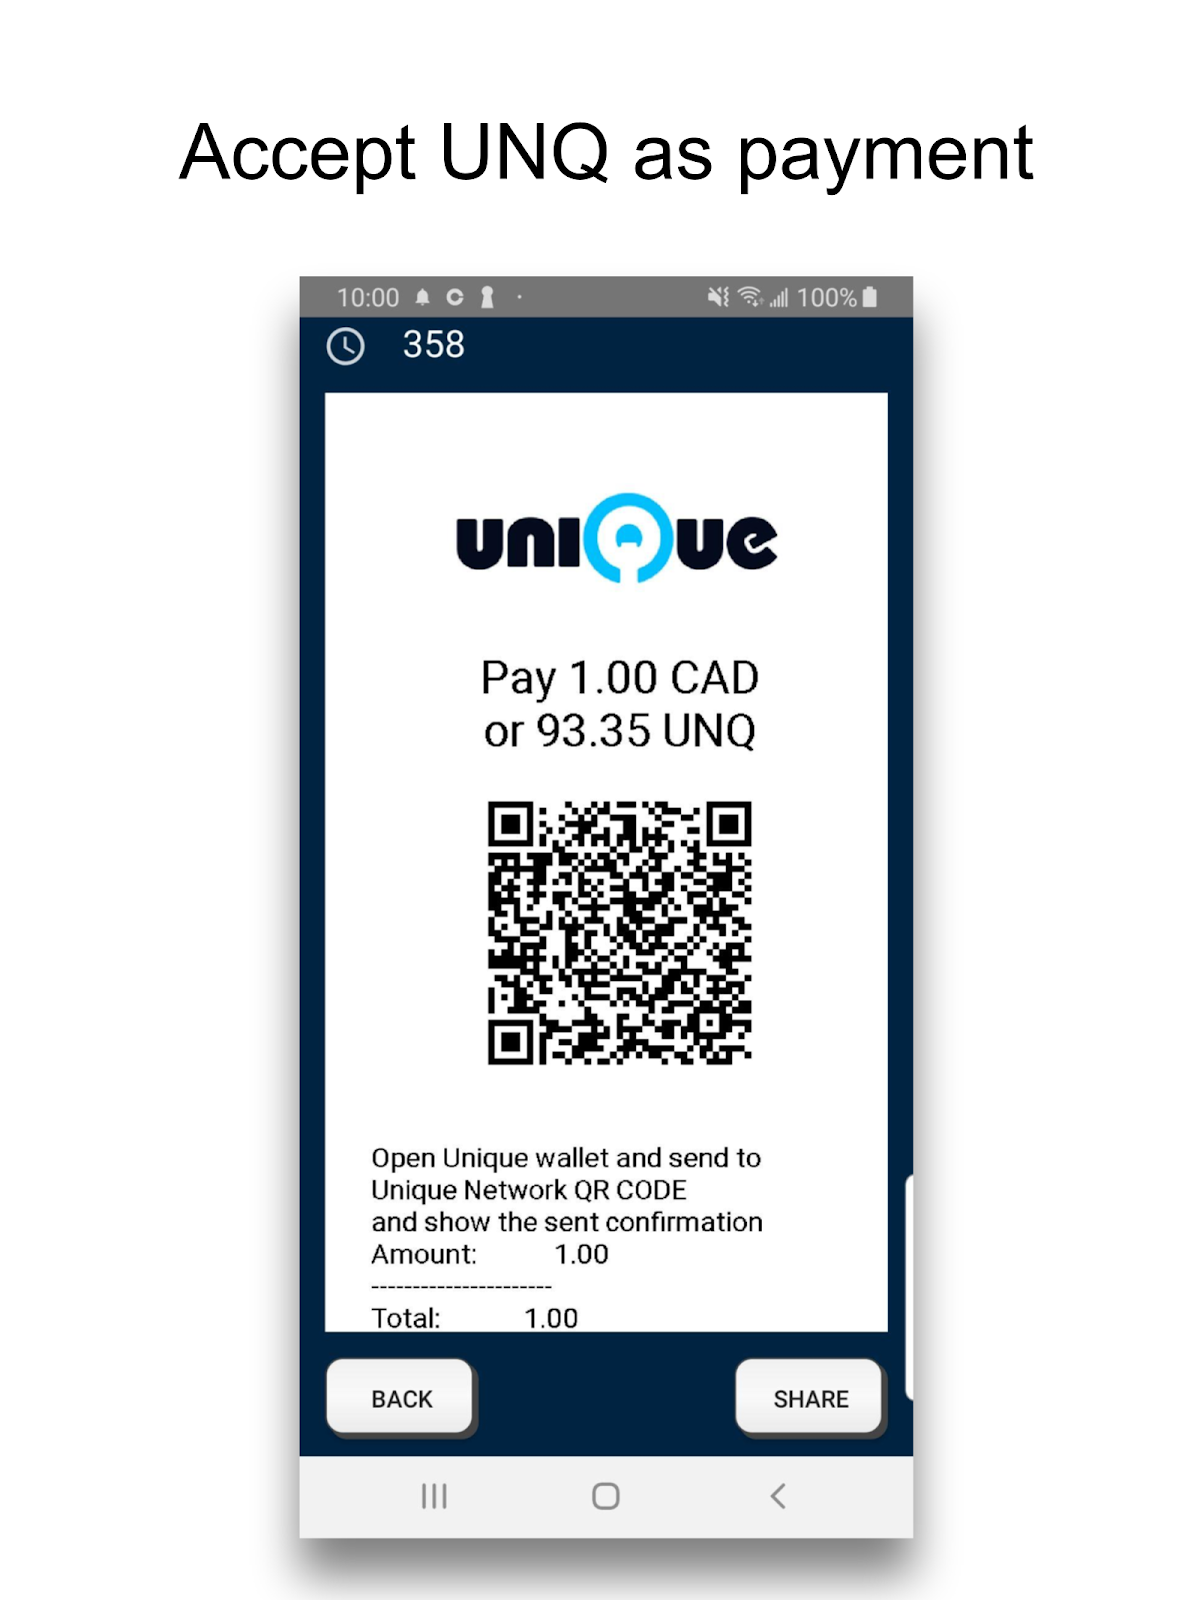 Accept UNQ as payment
10:00 100%
358
unique
Pay 1.00 CAD
or 93.35 UNQ
Open Unique wallet and send to
Unique Network QR CODE
and show the sent confirmation
Amount: 1.00
----------------------
Total: 1.00
BACK SHARE